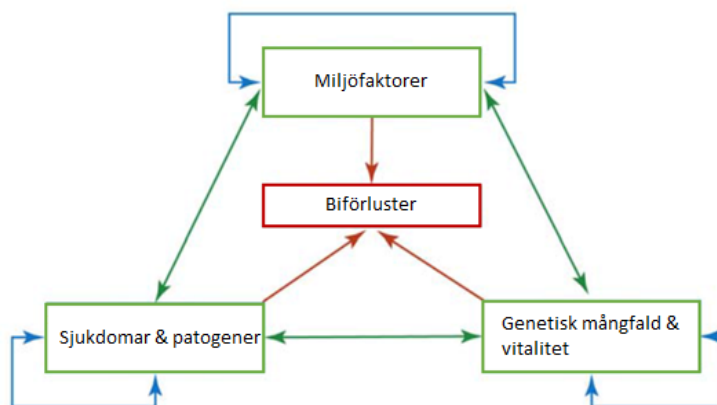 Miljöfaktorer
Biförluster
Sjukdomar & patogener
Genetisk mångfald &
vitalitet